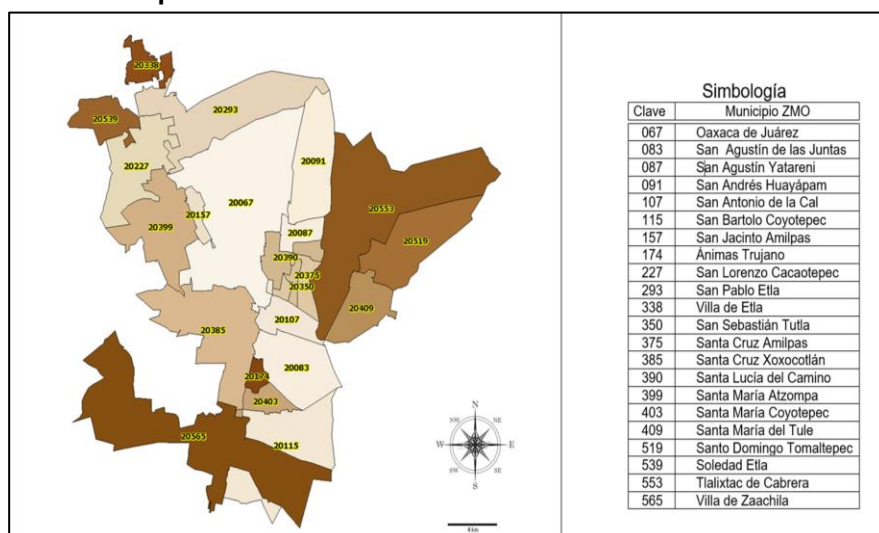 20338
20539
20293
20227
20091
20067
20157
20553
20399
20087
20519
20390
20375
20350
20409
20107
20385
20083
20174
20403
20565
20115
N
NW
NE
W
E
SW
SE
S
Simbología
Clave Municipio ZMO
067 Oaxaca de Juárez
083 San Agustín de las Juntas
087 San Agustín Yatareni
091 San Andrés Huayápam
107 San Antonio de la Cal
115 San Bartolo Coyotepec
157 San Jacinto Amilpas
174 Ánimas Trujano
227 San Lorenzo Cacaotepec
293 San Pablo Etla
338 Villa de Etla
350 San Sebastián Tutla
375 Santa Cruz Amilpas
385 Santa Cruz Xoxocotlán
390 Santa Lucía del Camino
399 Santa María Atzompa
403 Santa María Coyotepec
409 Santa María del Tule
519 Santo Domingo Tomaltepec
539 Soledad Etla
553 Tlalixtac de Cabrera
565 Villa de Zaachila